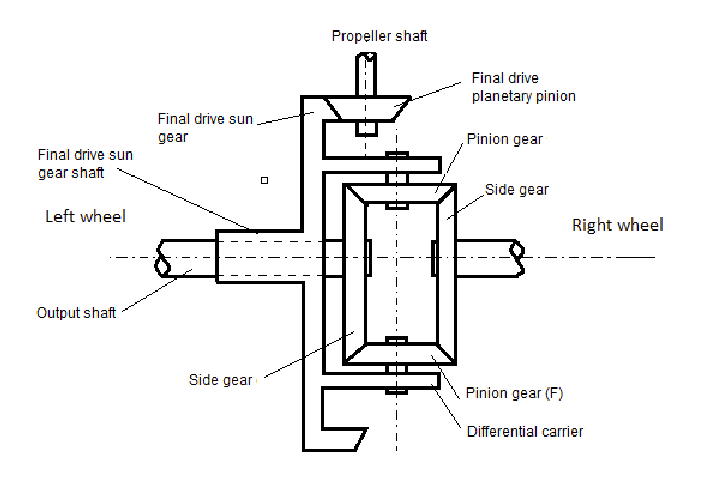 Propeller shaft
Final drive
planetary pinion
Final drive sun
gear
Pinion gear
Final drive sun
gear shaft
Side gear
Left wheel
Right wheel
Output shaft
Side gear
Pinion gear (F)
Differential carrier